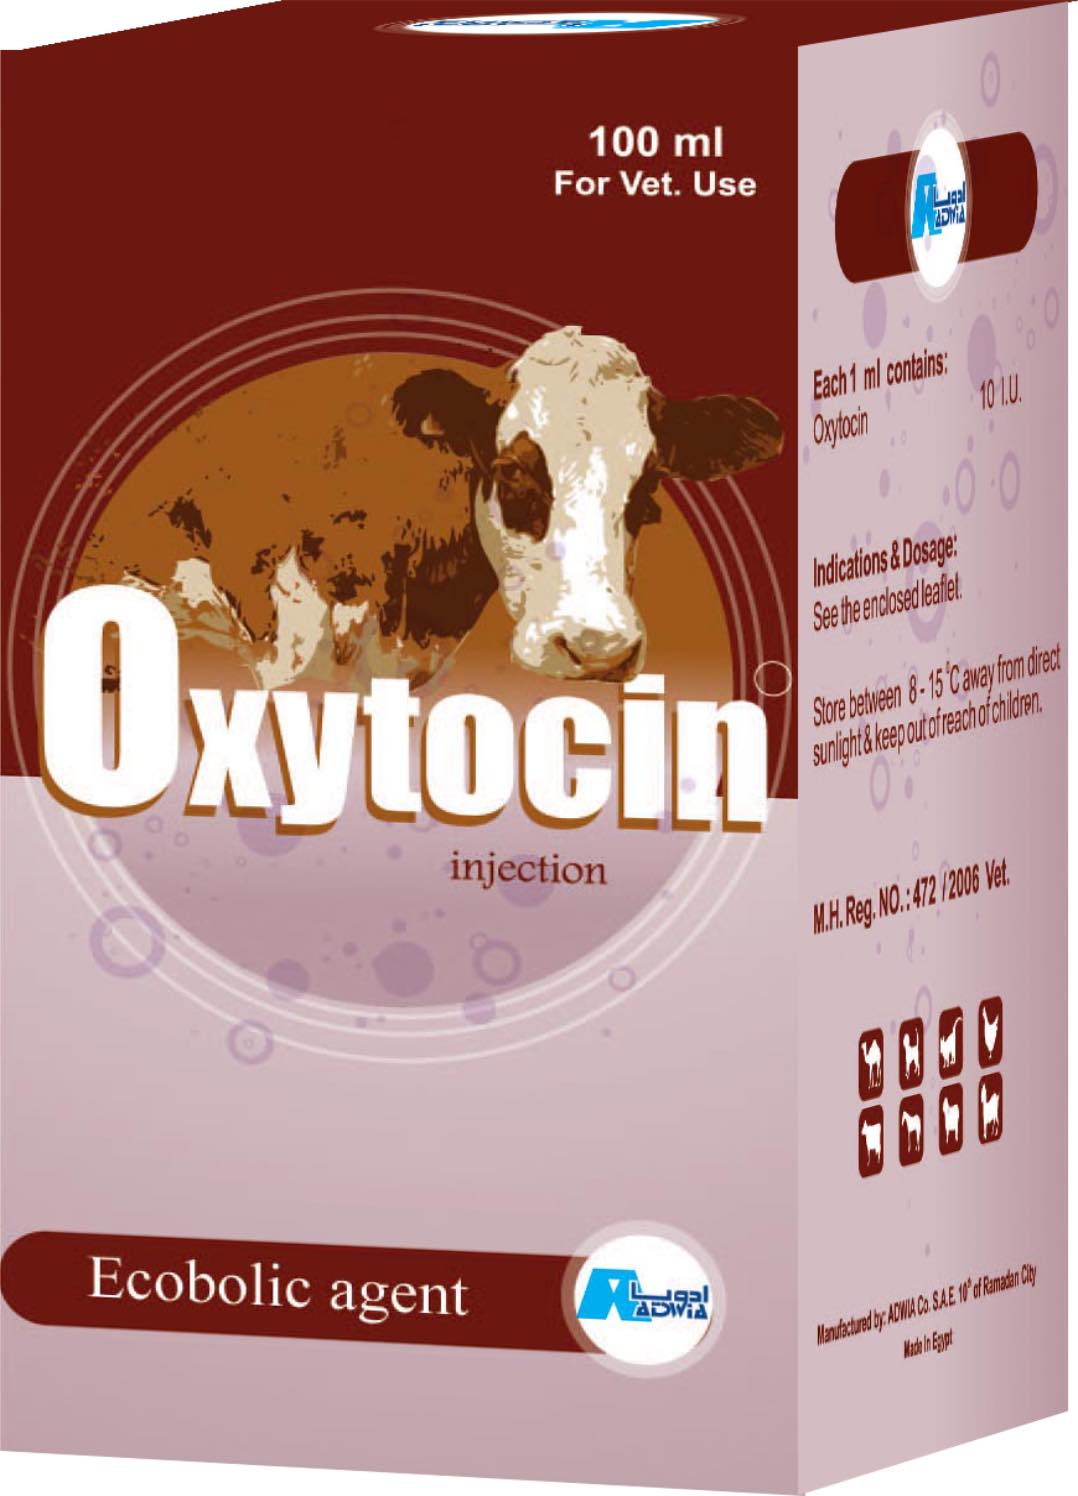 100 ml
For Vet. Use
Oxytocin
injection
Ecobolic agent
ادويـــا
ADWIA
ادويـــا
ADWIA
Each 1 ml contains:
Oxytocin 10 I.U.
Indications & Dosage:
See the enclosed leaflet.
Store between 8 - 15 °C away from direct
sunlight & keep out of reach of children.
M.H. Reg. NO. : 472 / 2006 Vet.
Manufactured by: ADWIA Co. S.A.E. 10th of Ramadan City
Made In Egypt